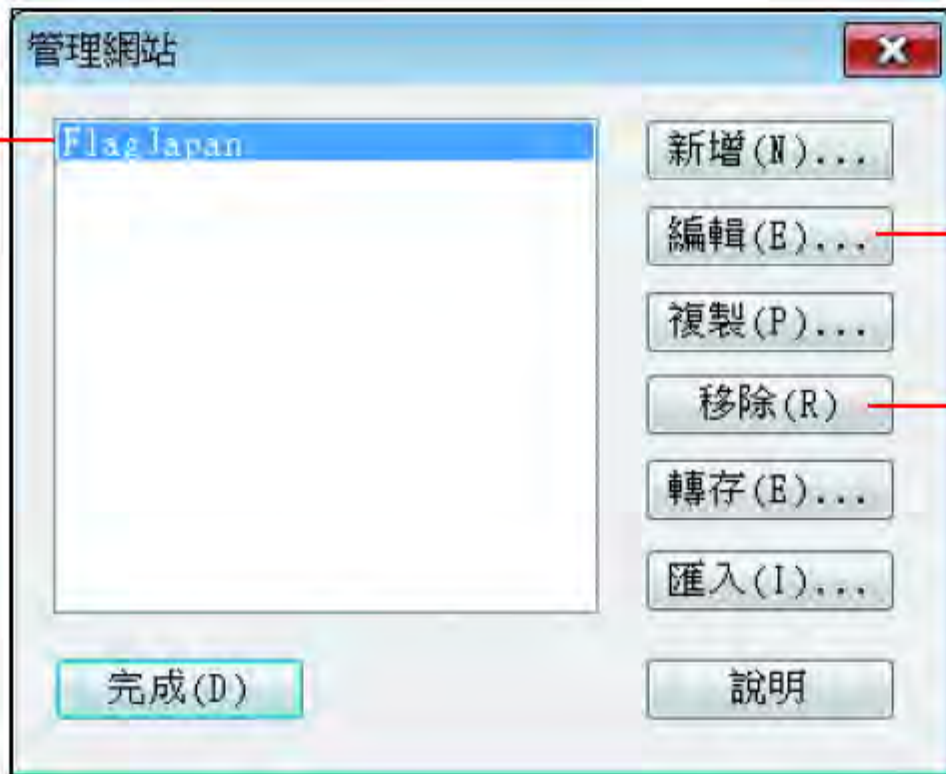 管理網站
FlagJapan
新增(N)...
編輯(E)...
複製(P)...
移除(R)
轉存(E)...
匯入(I)...
完成(D)
說明